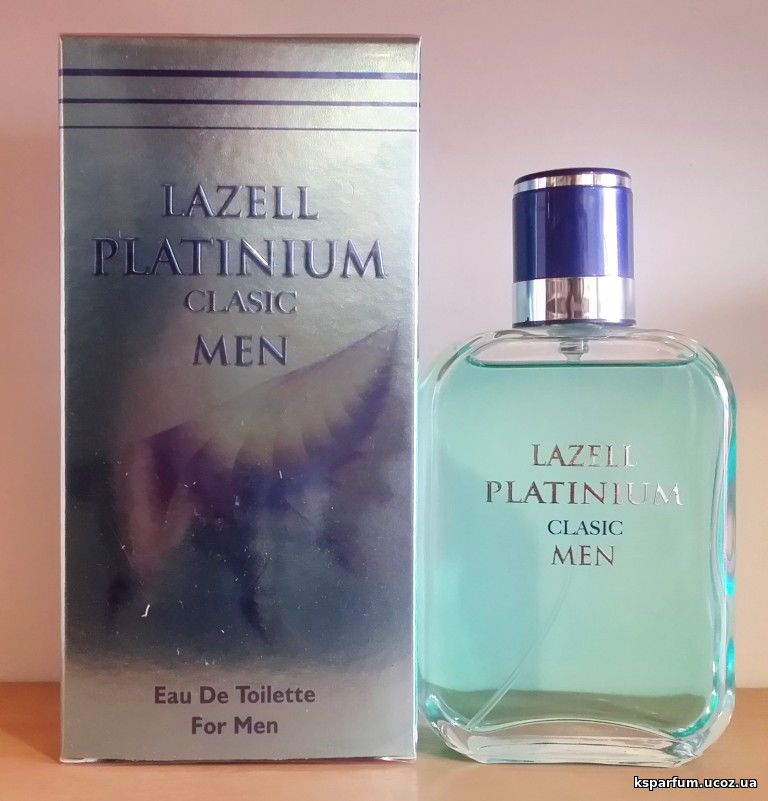 LAZELL
PLATINIUM
CLASIC
MEN
Eau De Toilette
For Men
LAZELL
PLATINIUM
CLASIC
MEN
ksparfum.ucoz.ua